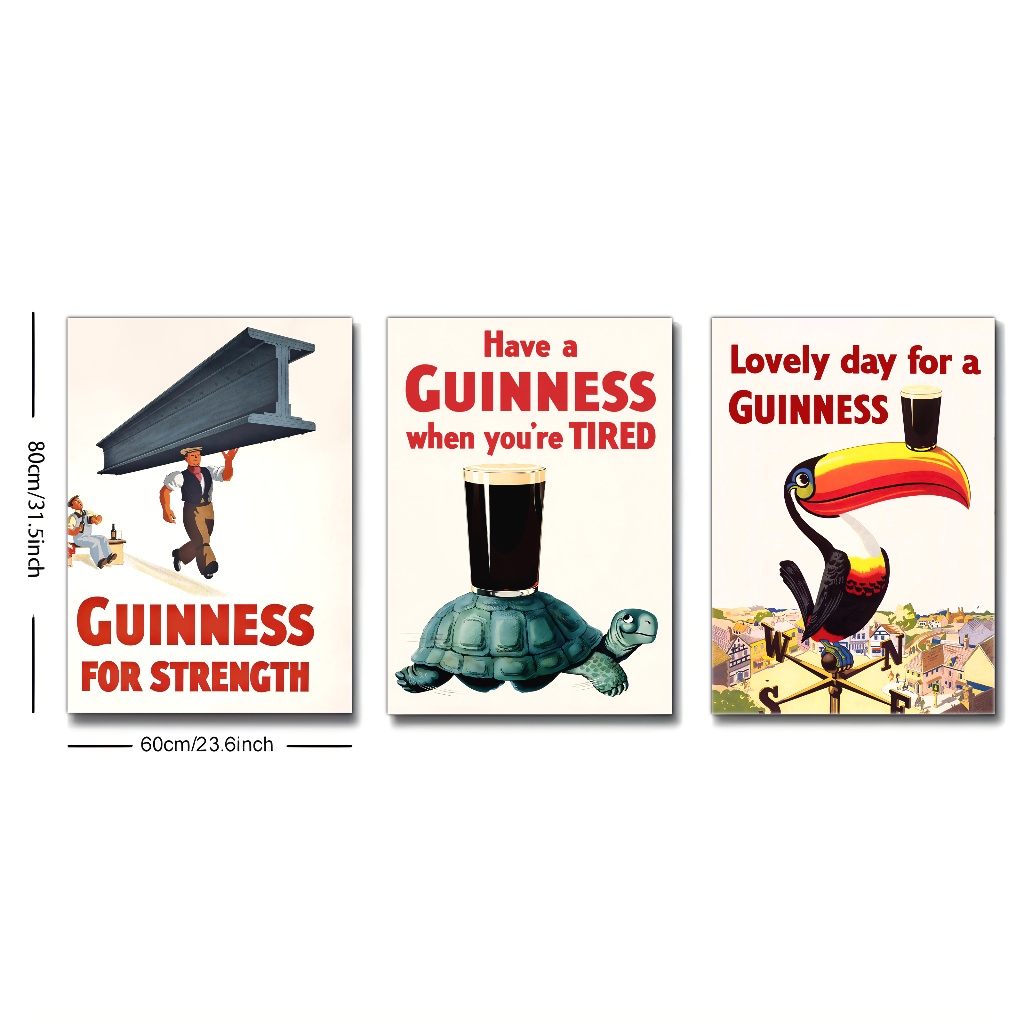 80cm/31.5inch
GUINNESS
FOR STRENGTH
60cm/23.6inch
Have a
GUINNESS
when you're TIRED
Lovely day for a
GUINNESS
W
N
S
E